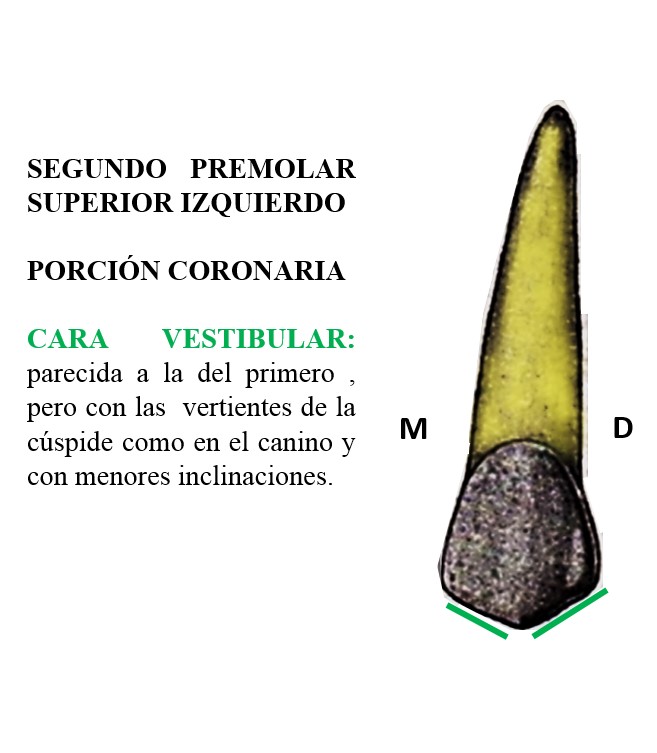 SEGUNDO PREMOLAR
SUPERIOR IZQUIERDO
PORCIÓN CORONARIA
CARA VESTIBULAR:
parecida a la del primero ,
pero con las vertientes de la
cúspide como en el canino y
con menores inclinaciones.
M
D